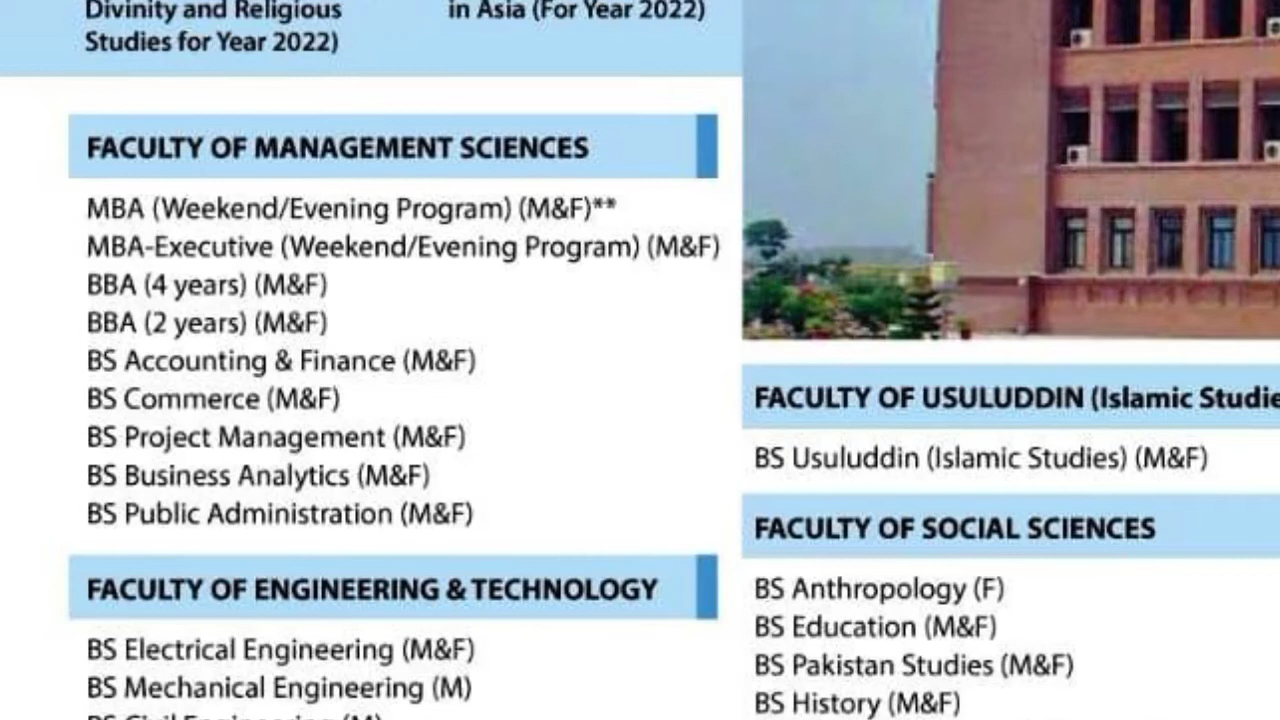 Divinity and Religious
Studies for Year 2022)
in Asia (For Year 2022)
FACULTY OF MANAGEMENT SCIENCES
MBA (Weekend/Evening Program) (M&F)**
MBA-Executive (Weekend/Evening Program) (M&F)
BBA (4 years) (M&F)
BBA (2 years) (M&F)
BS Accounting & Finance (M&F)
BS Commerce (M&F)
BS Project Management (M&F)
BS Business Analytics (M&F)
BS Public Administration (M&F)
FACULTY OF ENGINEERING & TECHNOLOGY
BS Electrical Engineering (M&F)
BS Mechanical Engineering (M)
BS Civil Engineering (M)
FACULTY OF USULUDDIN (Islamic Studie
BS Usuluddin (Islamic Studies) (M&F)
FACULTY OF SOCIAL SCIENCES
BS Anthropology (F)
BS Education (M&F)
BS Pakistan Studies (M&F)
BS History (M&F)